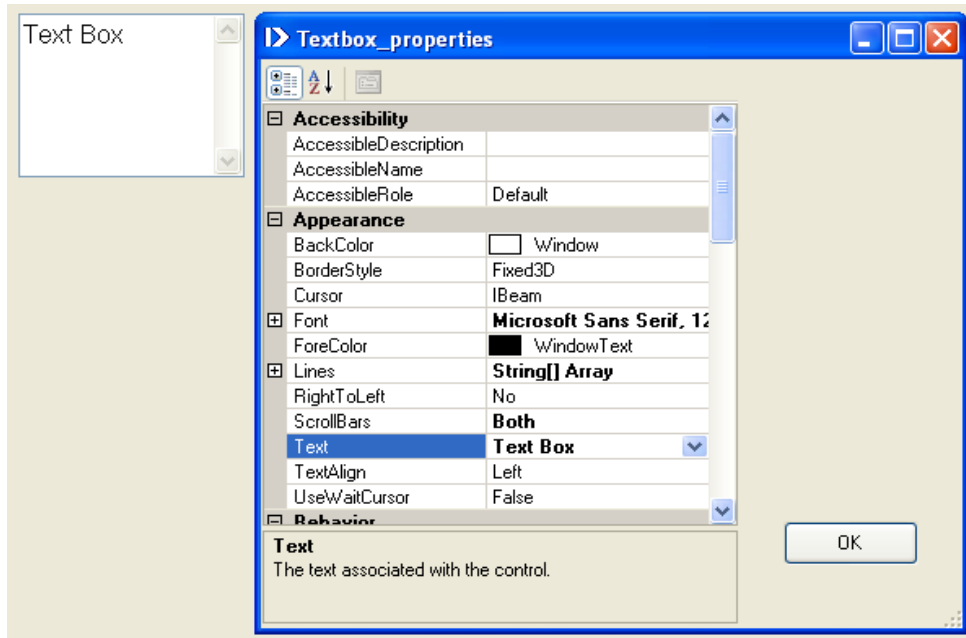 Text Box
Textbox_properties
A
Z
Accessibility
AccessibleDescription
AccessibleName
AccessibleRole Default
Appearance
BackColor Window
BorderStyle Fixed3D
Cursor IBeam
Font Microsoft Sans Serif, 12
ForeColor WindowText
Lines String[] Array
RightToLeft No
ScrollBars Both
Text Text Box
TextAlign Left
UseWaitCursor False
Behavior
OK
Text
The text associated with the control.